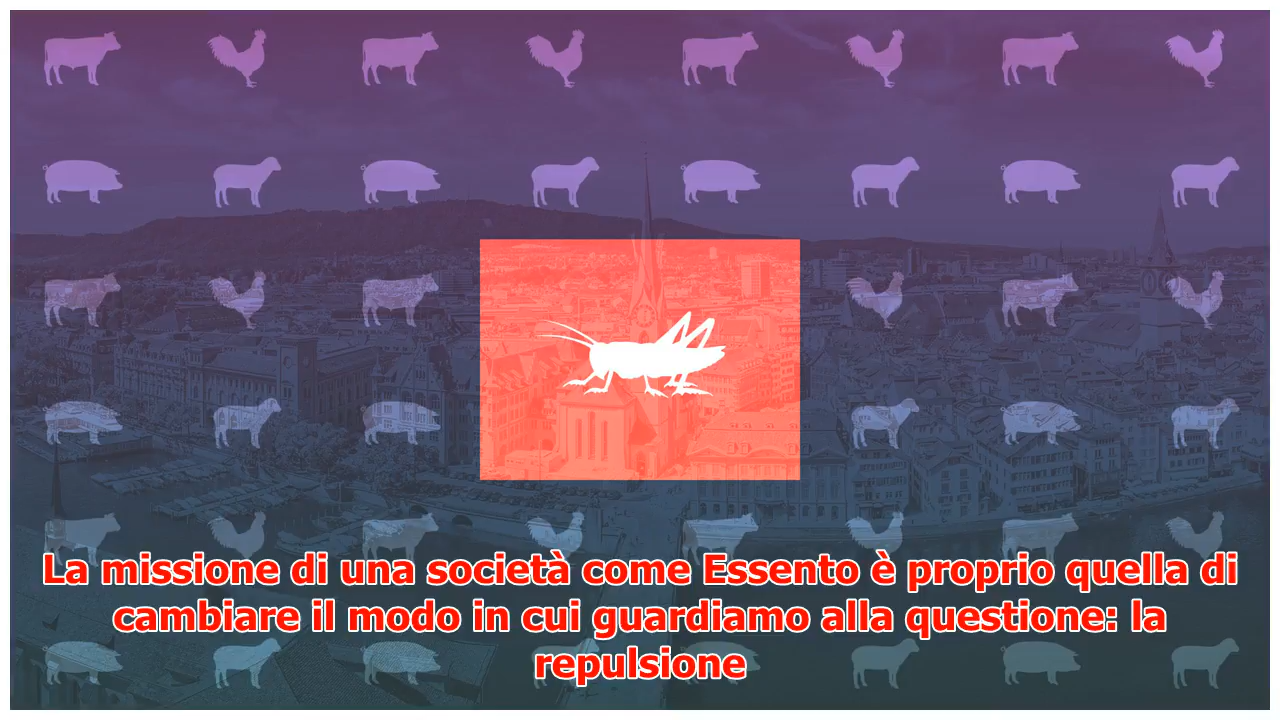 La missione di una società come Essento è proprio quella di
cambiare il modo in cui guardiamo alla questione: la
repulsione